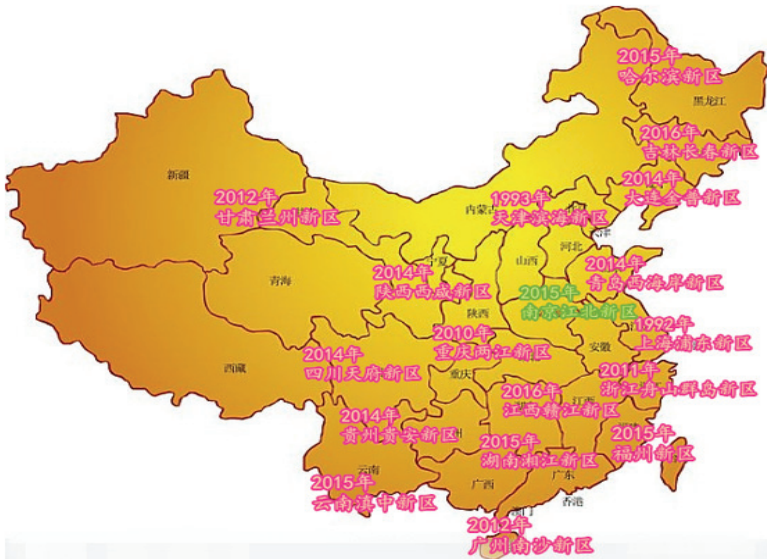 2015年
哈尔滨新区
黑龙江
2016年
吉林长春新区
2014年
大连金普新区
新疆
2012年
甘肃兰州新区
内蒙古
1993年
天津滨海新区
河北
宁夏
山西
2014年
青岛西海岸新区
青海
2014年
陕西西咸新区
陕西
2015年
南京江北新区
2010年
重庆两江新区
安徽
1992年
上海浦东新区
西藏
2014年
四川天府新区
重庆
2011年
浙江舟山群岛新区
2016年
江西赣江新区
江西
2014年
贵州贵安新区
州
2015年
湖南湘江新区
2015年
福州新区
云南
2015年
云南滇中新区
广西
广东
香港
澳门
2012年
广州南沙新区